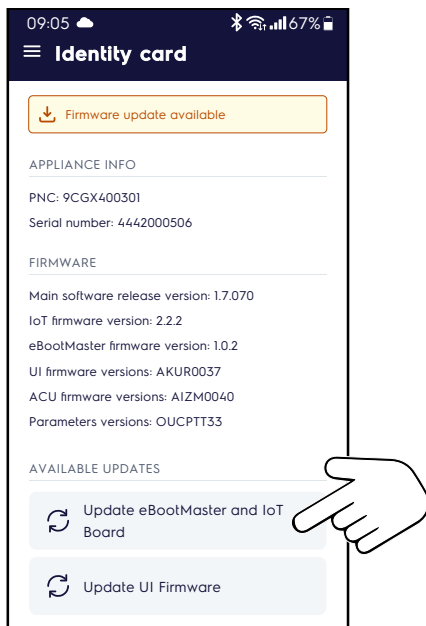 09:05 67%
Identity card
Firmware update available
APPLIANCE INFO
PNC: 9CGX400301
Serial number: 4442000506
FIRMWARE
Main software release version: 1.7.070
IoT firmware version: 2.2.2
eBootMaster firmware version: 1.0.2
UI firmware versions: AKUR0037
ACU firmware versions: AIZM0040
Parameters versions: OUCPTT33
AVAILABLE UPDATES
Update eBootMaster and IoT
Board
Update UI Firmware